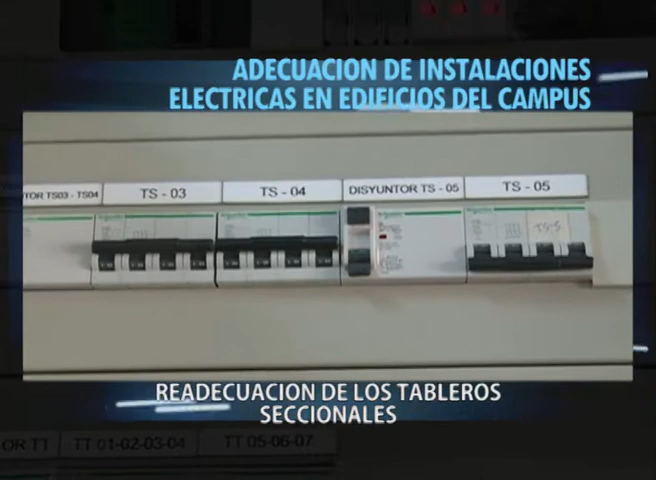 ADECUACION DE INSTALACIONES
ELECTRICAS EN EDIFICIOS DEL CAMPUS
TOR TS03 - TS04
TS - 03
TS - 04
DISYUNTOR TS - 05
TS - 05
TS-5
READECUACION DE LOS TABLEROS
SECCIONALES
OR TT
TT 01-02-03-04
TT 05-06-07